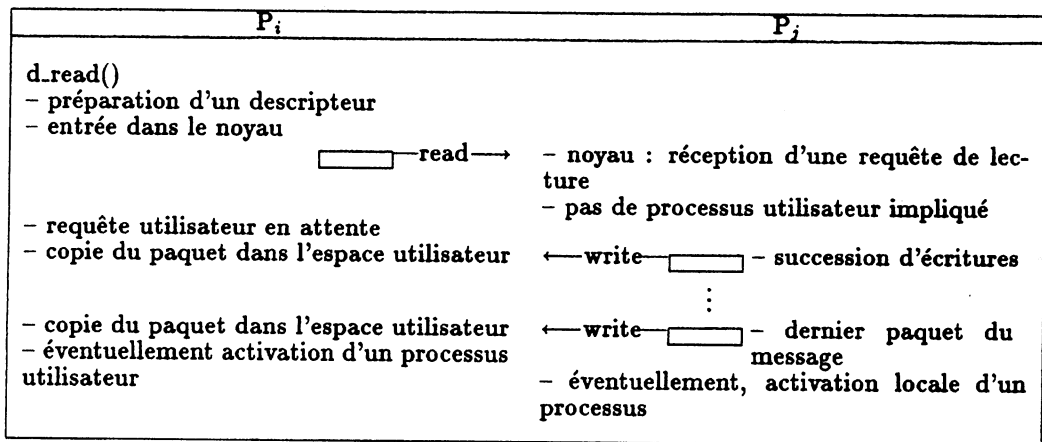 P_i P_j
d_read()
– préparation d'un descripteur
– entrée dans le noyau
read → – noyau : réception d'une requête de lec-
ture
– pas de processus utilisateur impliqué
– requête utilisateur en attente
– copie du paquet dans l'espace utilisateur ← write – succession d'écritures
⋮
– copie du paquet dans l'espace utilisateur ← write – dernier paquet du
– éventuellement activation d'un processus message
utilisateur – éventuellement, activation locale d'un
processus